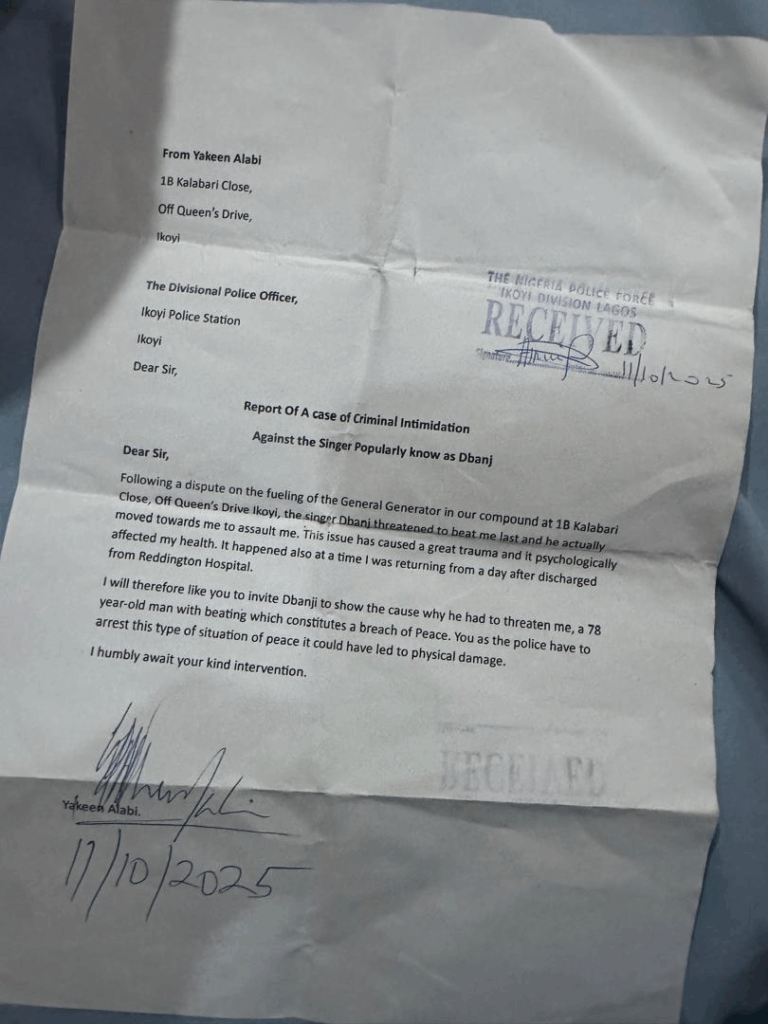 From Yakeen Alabi
1B Kalabari Close,
Off Queen's Drive,
Ikoyi
The Divisional Police Officer,
Ikoyi Police Station
Ikoyi
Dear Sir,
THE NIGERIA POLICE FORCE
IKOYI DIVISION LAGOS
RECEIVED
Signature
11/10/2025
Report Of A case of Criminal Intimidation
Against the Singer Popularly know as Dbanj
Dear Sir,
Following a dispute on the fueling of the General Generator in our compound at 1B Kalabari
Close, Off Queen's Drive Ikoyi, the singer Dbanj threatened to beat me last and he actually
moved towards me to assault me. This issue has caused a great trauma and it psychologically
affected my health. It happened also at a time I was returning from a day after discharged
from Reddington Hospital.
I will therefore like you to invite Dbanji to show the cause why he had to threaten me, a 78
year-old man with beating which constitutes a breach of Peace. You as the police have to
arrest this type of situation of peace it could have led to physical damage.
I humbly await your kind intervention.
RECEIVED
Yakeen Alabi.
11/10/2025